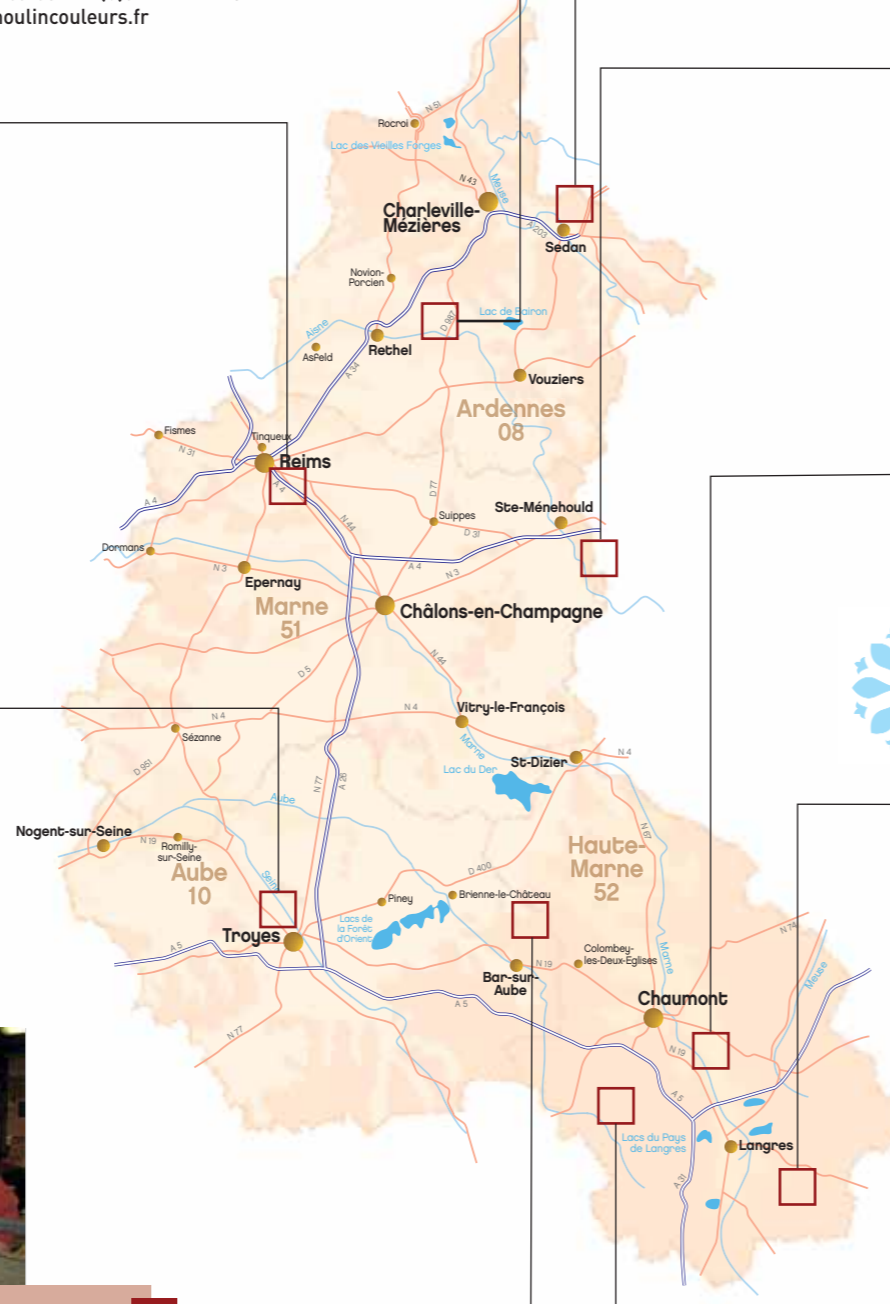 oulincouleurs.fr
N 51
Rocroi
Lac des Vieilles Forges
N 43
Meuse
Charleville-
Mézières
A 203
Sedan
Novion-
Porcien
Lac de Bairon
D 987
Aisne
Rethel
Asfeld
A 34
Vouziers
Ardennes
08
Fismes
Tinqueux
N 31
Reims
A 4
A 4
D 77
Ste-Ménehould
N 44
Suippes
D 31
Dormans
A 4
N 3
N 3
Epernay
Marne
51
Châlons-en-Champagne
N 44
D 5
N 4
N 4
Vitry-le-François
Sézanne
Marne
St-Dizier
N 4
Lac du Der
D 951
N 77
A 26
Aube
N 67
Nogent-sur-Seine
N 19
Romilly-
sur-Seine
Haute-
Marne
52
Aube
10
D 400
Seine
Piney
Brienne-le-Château
Lacs de
la Forêt
d'Orient
Troyes
N 74
A 5
Colombey-
les-Deux-Eglises
Marne
N 19
Bar-sur-
Aube
Meuse
Chaumont
A 5
N 77
N 19
A 5
Lacs du Pays
de Langres
Langres
A 31